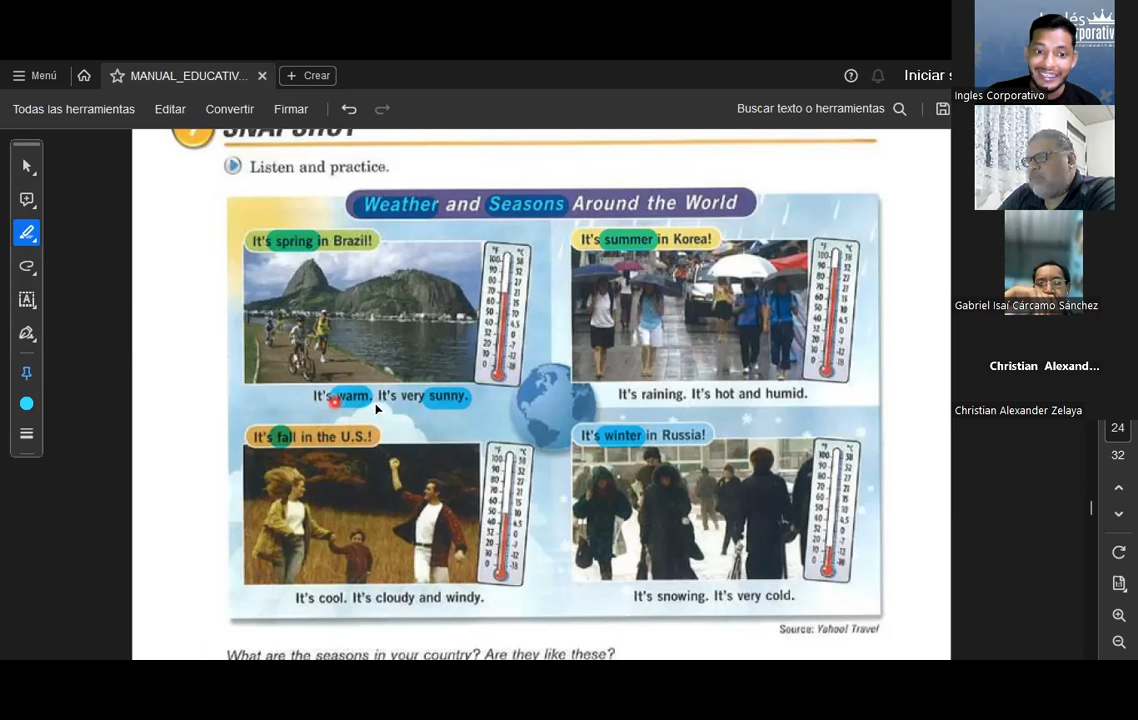 Inglés
Corporativo
Ingles Corporativo
Menú
MANUAL_EDUCATIV...
Crear
Iniciar s
Todas las herramientas
Editar
Convertir
Firmar
Buscar texto o herramientas
SNAPSHOT
Listen and practice.
Weather and Seasons Around the World
It's spring in Brazil!
It's summer in Korea!
It's warm. It's very sunny.
It's raining. It's hot and humid.
It's fall in the U.S.!
It's winter in Russia!
It's cool. It's cloudy and windy.
It's snowing. It's very cold.
Source: Yahoo! Travel
What are the seasons in your country? Are they like these?
Gabriel Isaí Cárcamo Sánchez
Christian Alexand...
Christian Alexander Zelaya
24
32